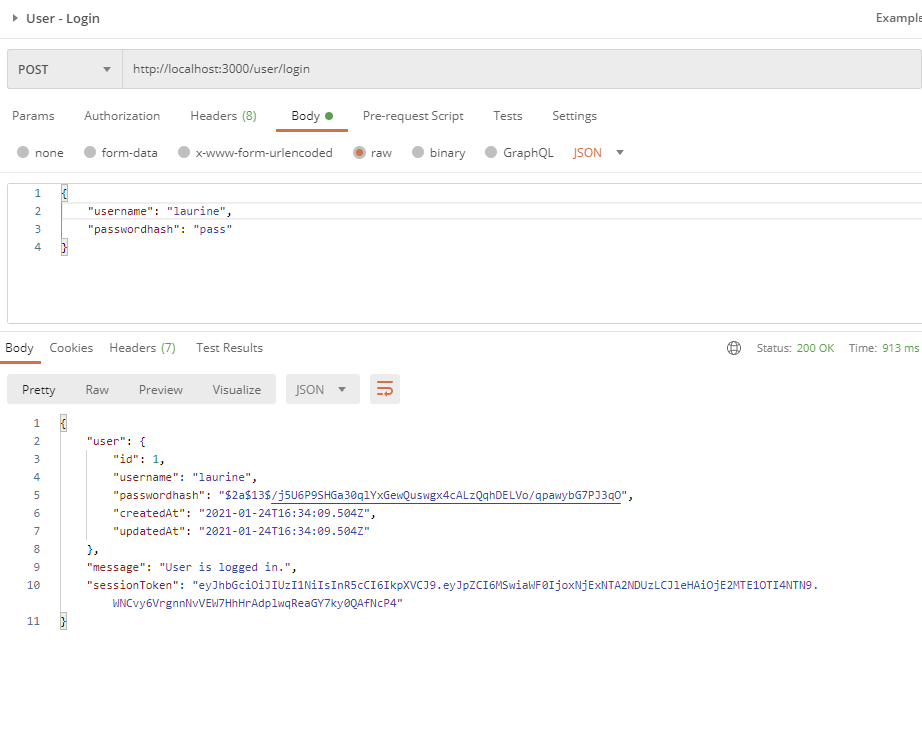 User - Login Example
POST http://localhost:3000/user/login
Params Authorization Headers (8) Body Pre-request Script Tests Settings
none form-data x-www-form-urlencoded raw binary GraphQL JSON
1 {
2 "username": "laurine",
3 "passwordhash": "pass"
4 }
Body Cookies Headers (7) Test Results Status: 200 OK Time: 913 ms
Pretty Raw Preview Visualize JSON
1 {
2 "user": {
3 "id": 1,
4 "username": "laurine",
5 "passwordhash": "$2a$13$/j5U6P9SHGa30qlYxGewQuswgx4cALzQqhDELVo/qpawybG7PJ3qO",
6 "createdAt": "2021-01-24T16:34:09.504Z",
7 "updatedAt": "2021-01-24T16:34:09.504Z"
8 },
9 "message": "User is logged in.",
10 "sessionToken": "eyJhbGciOiJIUzI1NiIsInR5cCI6IkpXVCJ9.eyJpZCI6MSwiaWF0IjoxNjExNTA2NDUzLCJleHAiOjE2MTE1OTI4NTN9.
WNCvy6VrgnnNvVEW7HhHrAdplwqReaGY7ky0QAfNcP4"
11 }